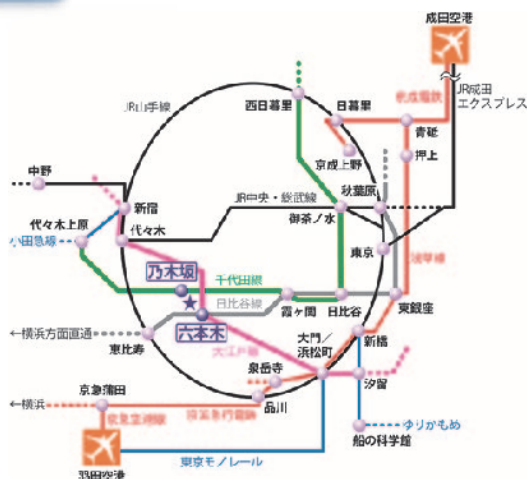 成田空港
JR山手線
西日暮里
日暮里
京成電鉄
JR成田
エクスプレス
青砥
京成上野
押上
中野
新宿
JR中央・総武線
秋葉原
代々木上原
代々木
御茶ノ水
小田急線
東京
浅草線
乃木坂
千代田線
日比谷線
霞ヶ関
日比谷
東銀座
六本木
←横浜方面直通
恵比寿
大江戸線
大門/
浜松町
新橋
泉岳寺
京急蒲田
汐留
←横浜
品川
京急空港線
京浜急行電鉄
船の科学館
ゆりかもめ
羽田空港
東京モノレール